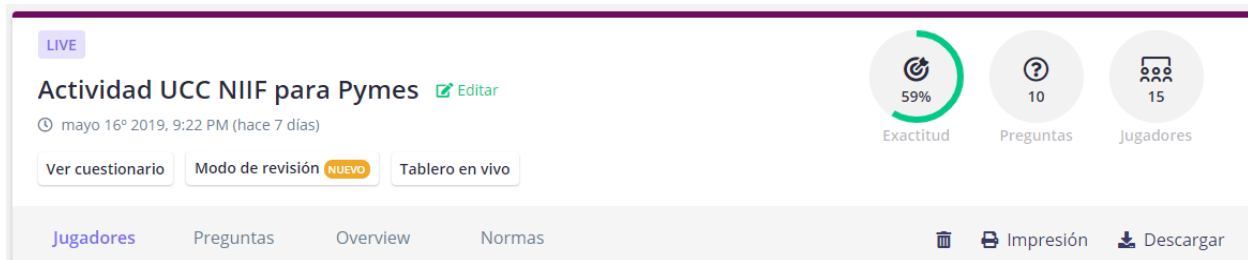 LIVE
Actividad UCC NIIF para Pymes Editar
mayo 16º 2019, 9:22 PM (hace 7 días)
Ver cuestionario Modo de revisión NUEVO Tablero en vivo
59% 10 15
Exactitud Preguntas Jugadores
Jugadores Preguntas Overview Normas Impresión Descargar